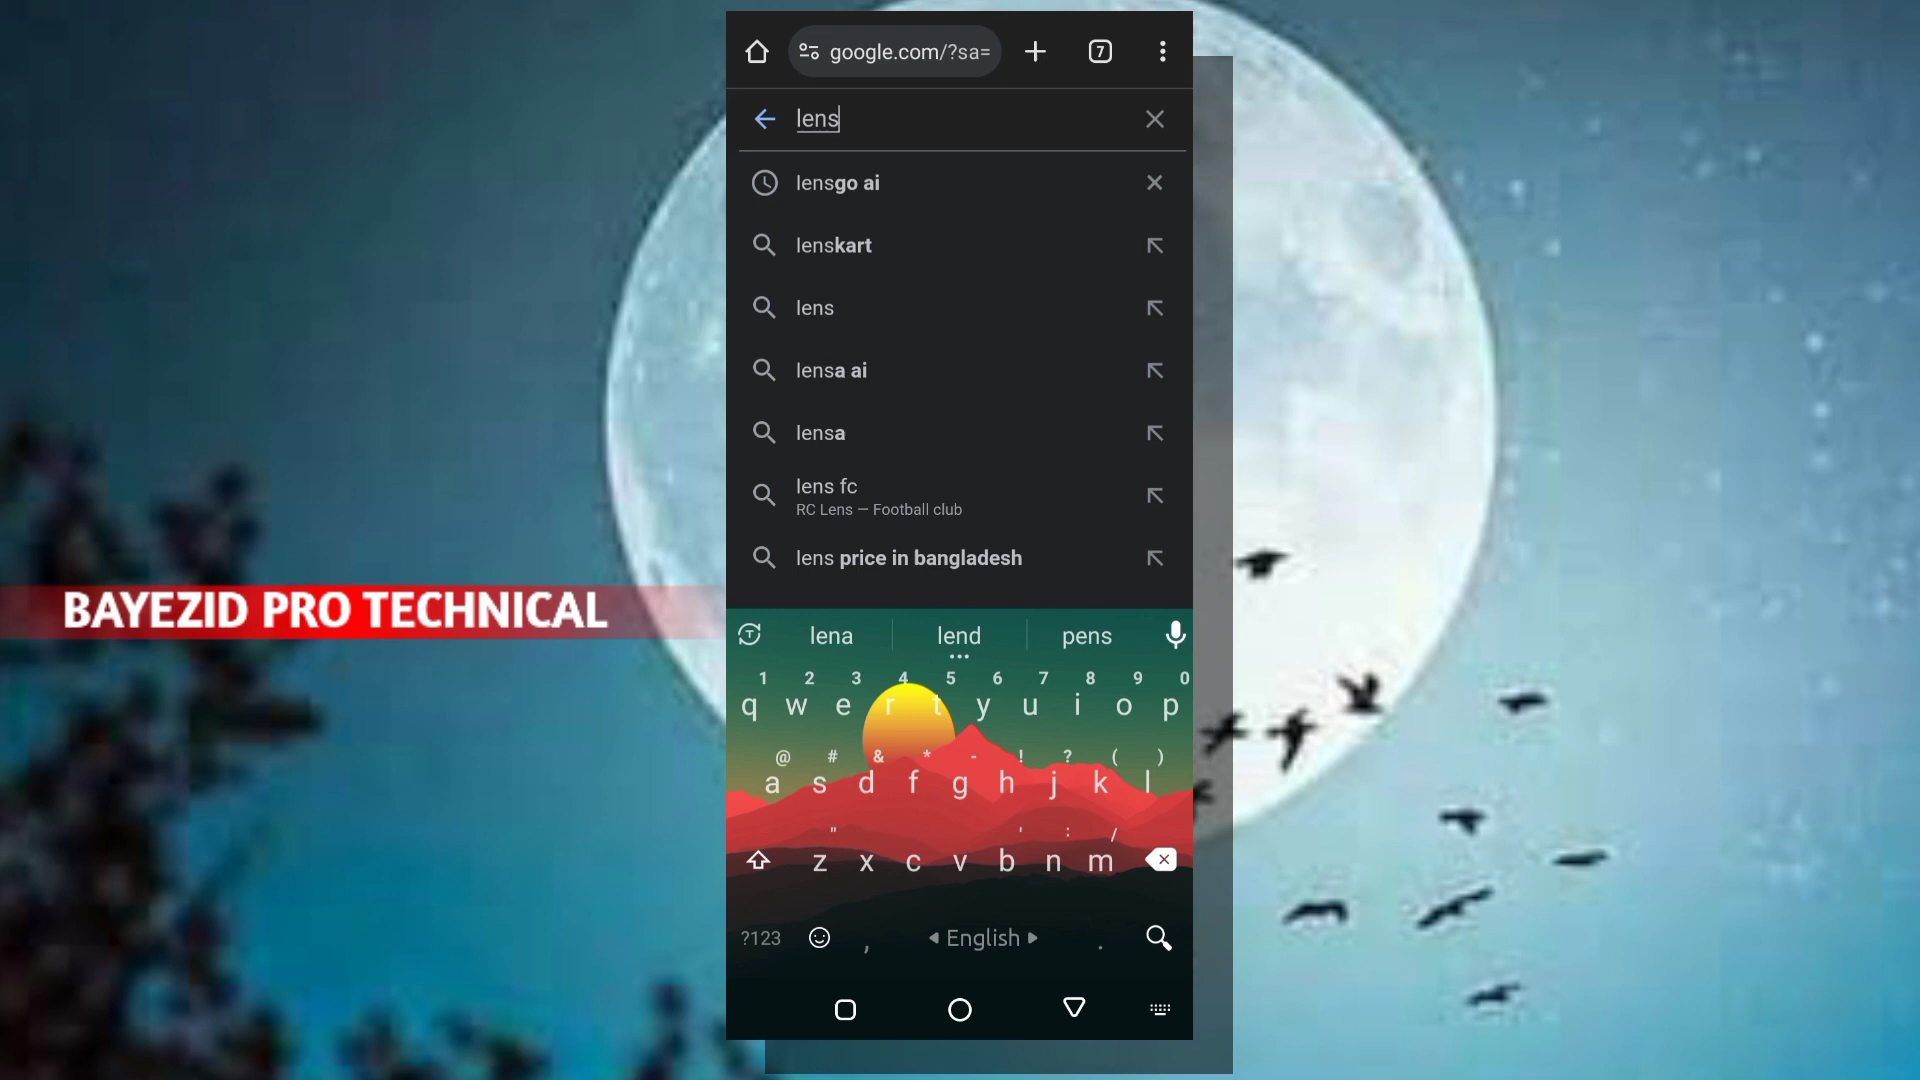 google.com/?sa=
7
lens
lensgo ai
lenskart
lens
lensa ai
lensa
lens fc
RC Lens — Football club
lens price in bangladesh
BAYEZID PRO TECHNICAL
lena lend pens
1 2 3 4 5 6 7 8 9 0
q w e r t y u i o p
@ # & * - ! ? ( )
a s d f g h j k l
" ' : /
z x c v b n m
?123 , English .